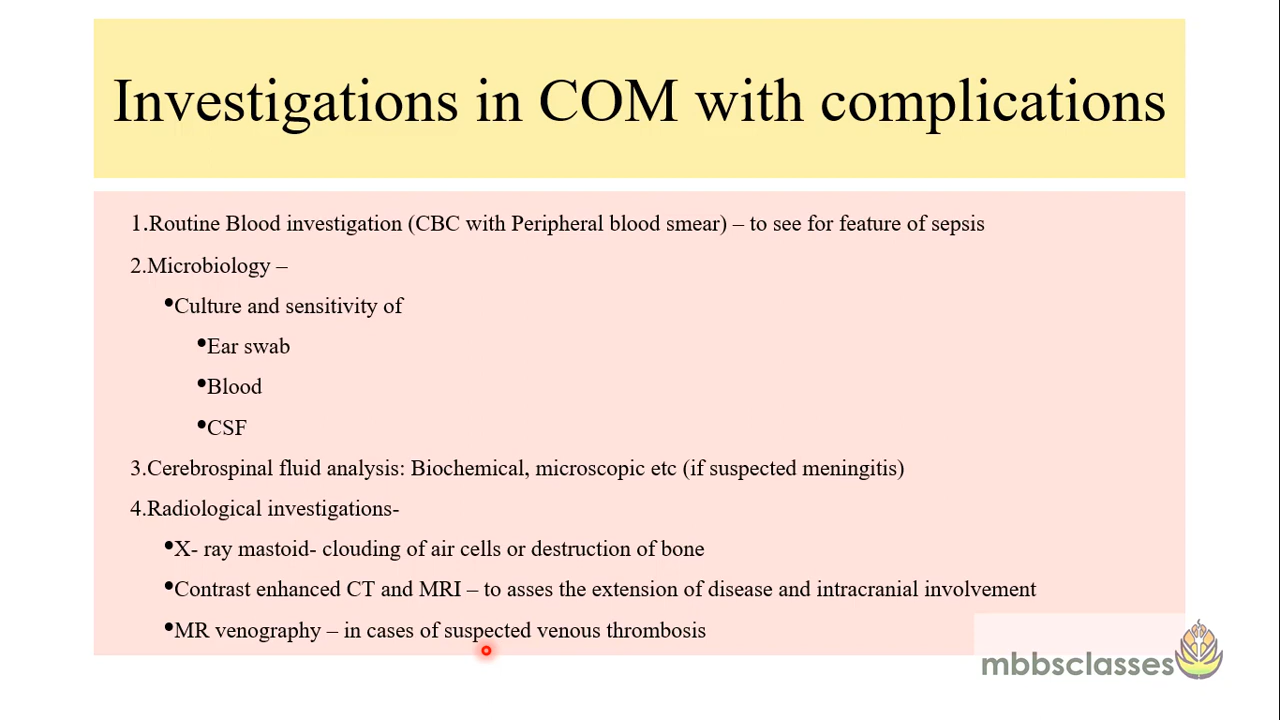 Investigations in COM with complications
1.Routine Blood investigation (CBC with Peripheral blood smear) – to see for feature of sepsis
2.Microbiology –
•Culture and sensitivity of
•Ear swab
•Blood
•CSF
3.Cerebrospinal fluid analysis: Biochemical, microscopic etc (if suspected meningitis)
4.Radiological investigations-
•X- ray mastoid- clouding of air cells or destruction of bone
•Contrast enhanced CT and MRI – to asses the extension of disease and intracranial involvement
•MR venography – in cases of suspected venous thrombosis
mbbsclasses